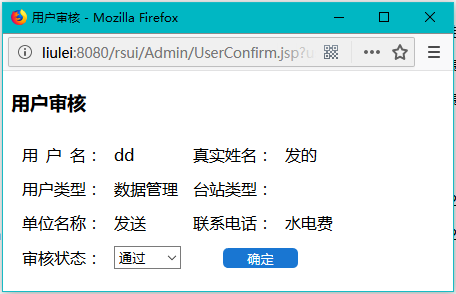 用户审核 - Mozilla Firefox
liulei:8080/rsui/Admin/UserConfirm.jsp?u
用户审核
用 户 名： dd 真实姓名： 发的
用户类型： 数据管理 台站类型：
单位名称： 发送 联系电话： 水电费
审核状态： 通过 确定